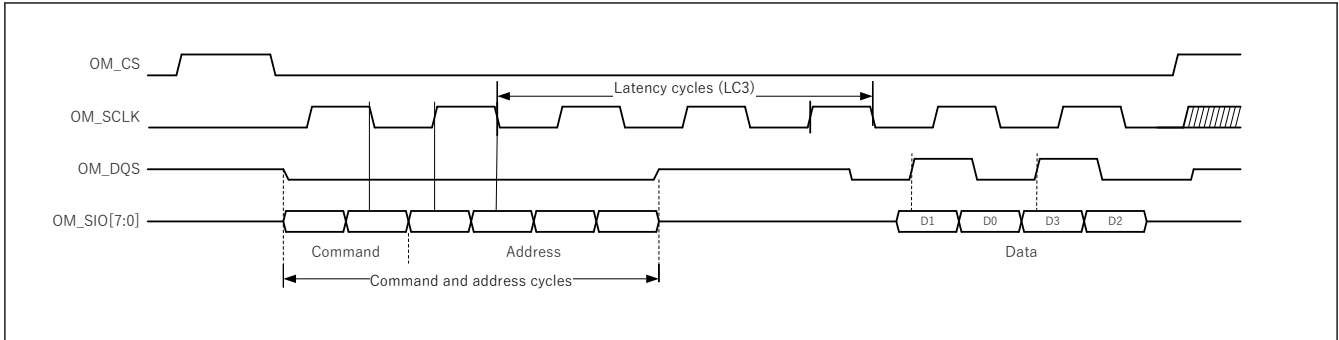 OM_CS
Latency cycles (LC3)
OM_SCLK
OM_DQS
OM_SIO[7:0]
D1 D0 D3 D2
Command Address Data
Command and address cycles